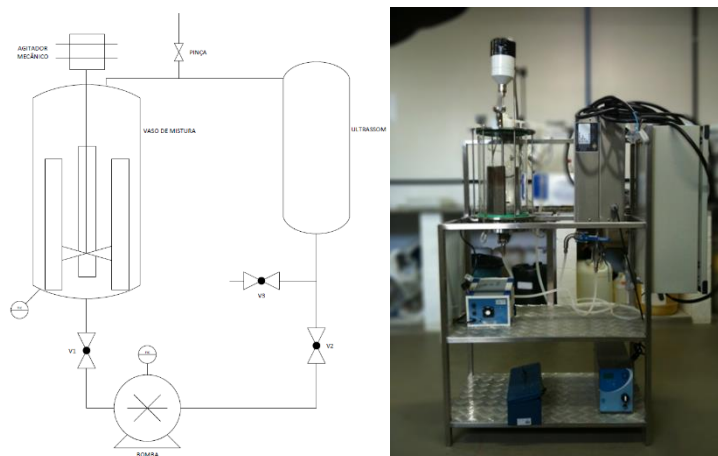 AGITADOR
MECÂNICO
PINÇA
VASO DE MISTURA
ULTRASSOM
V3
V1
V2
BOMBA